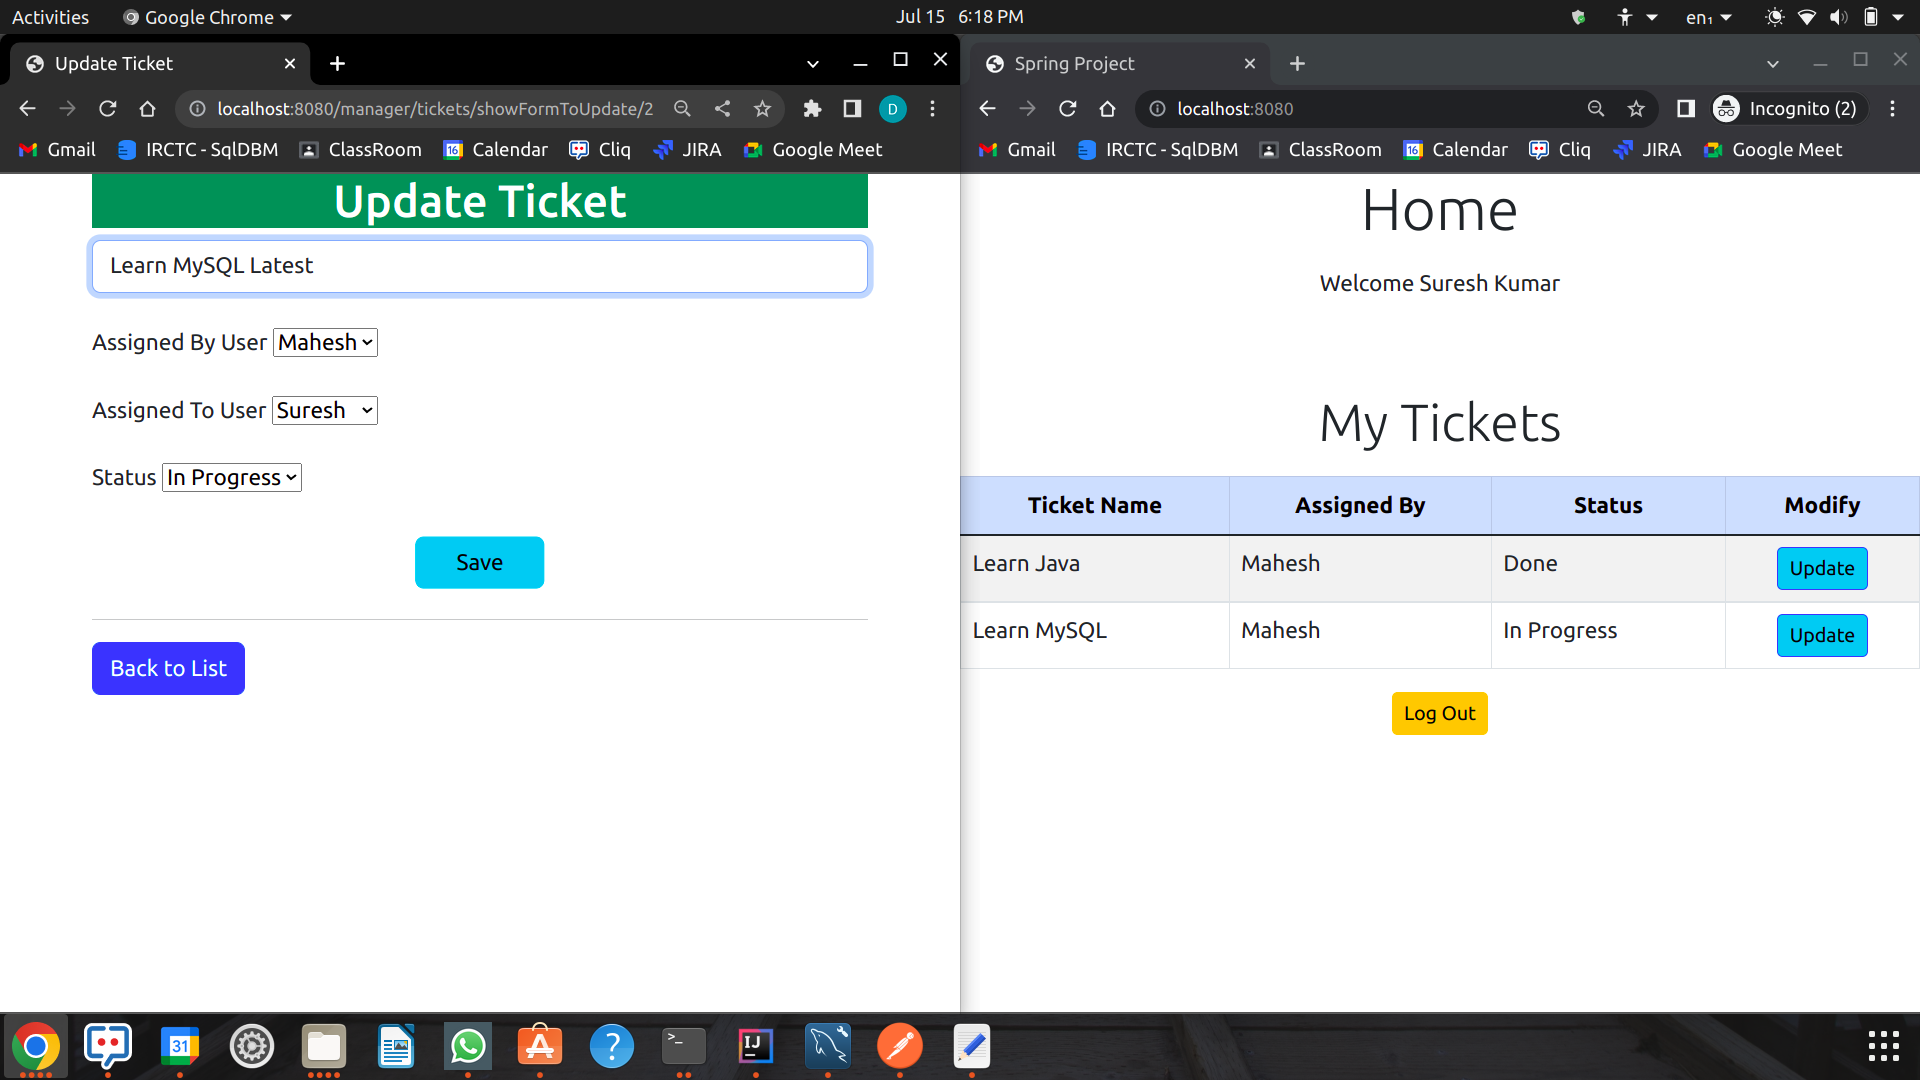 Activities
Google Chrome
Jul 15 6:18 PM
en₁
Update Ticket
localhost:8080/manager/tickets/showFormToUpdate/2
D
Gmail
IRCTC - SqlDBM
ClassRoom
16
Calendar
Cliq
JIRA
Google Meet
Update Ticket
Learn MySQL Latest
Assigned By User Mahesh
Assigned To User Suresh
Status In Progress
Save
Back to List
Spring Project
localhost:8080
Incognito (2)
Gmail
IRCTC - SqlDBM
ClassRoom
16
Calendar
Cliq
JIRA
Google Meet
Home
Welcome Suresh Kumar
My Tickets
Ticket Name Assigned By Status Modify
Learn Java Mahesh Done Update
Learn MySQL Mahesh In Progress Update
Log Out
31
?
>_
IJ